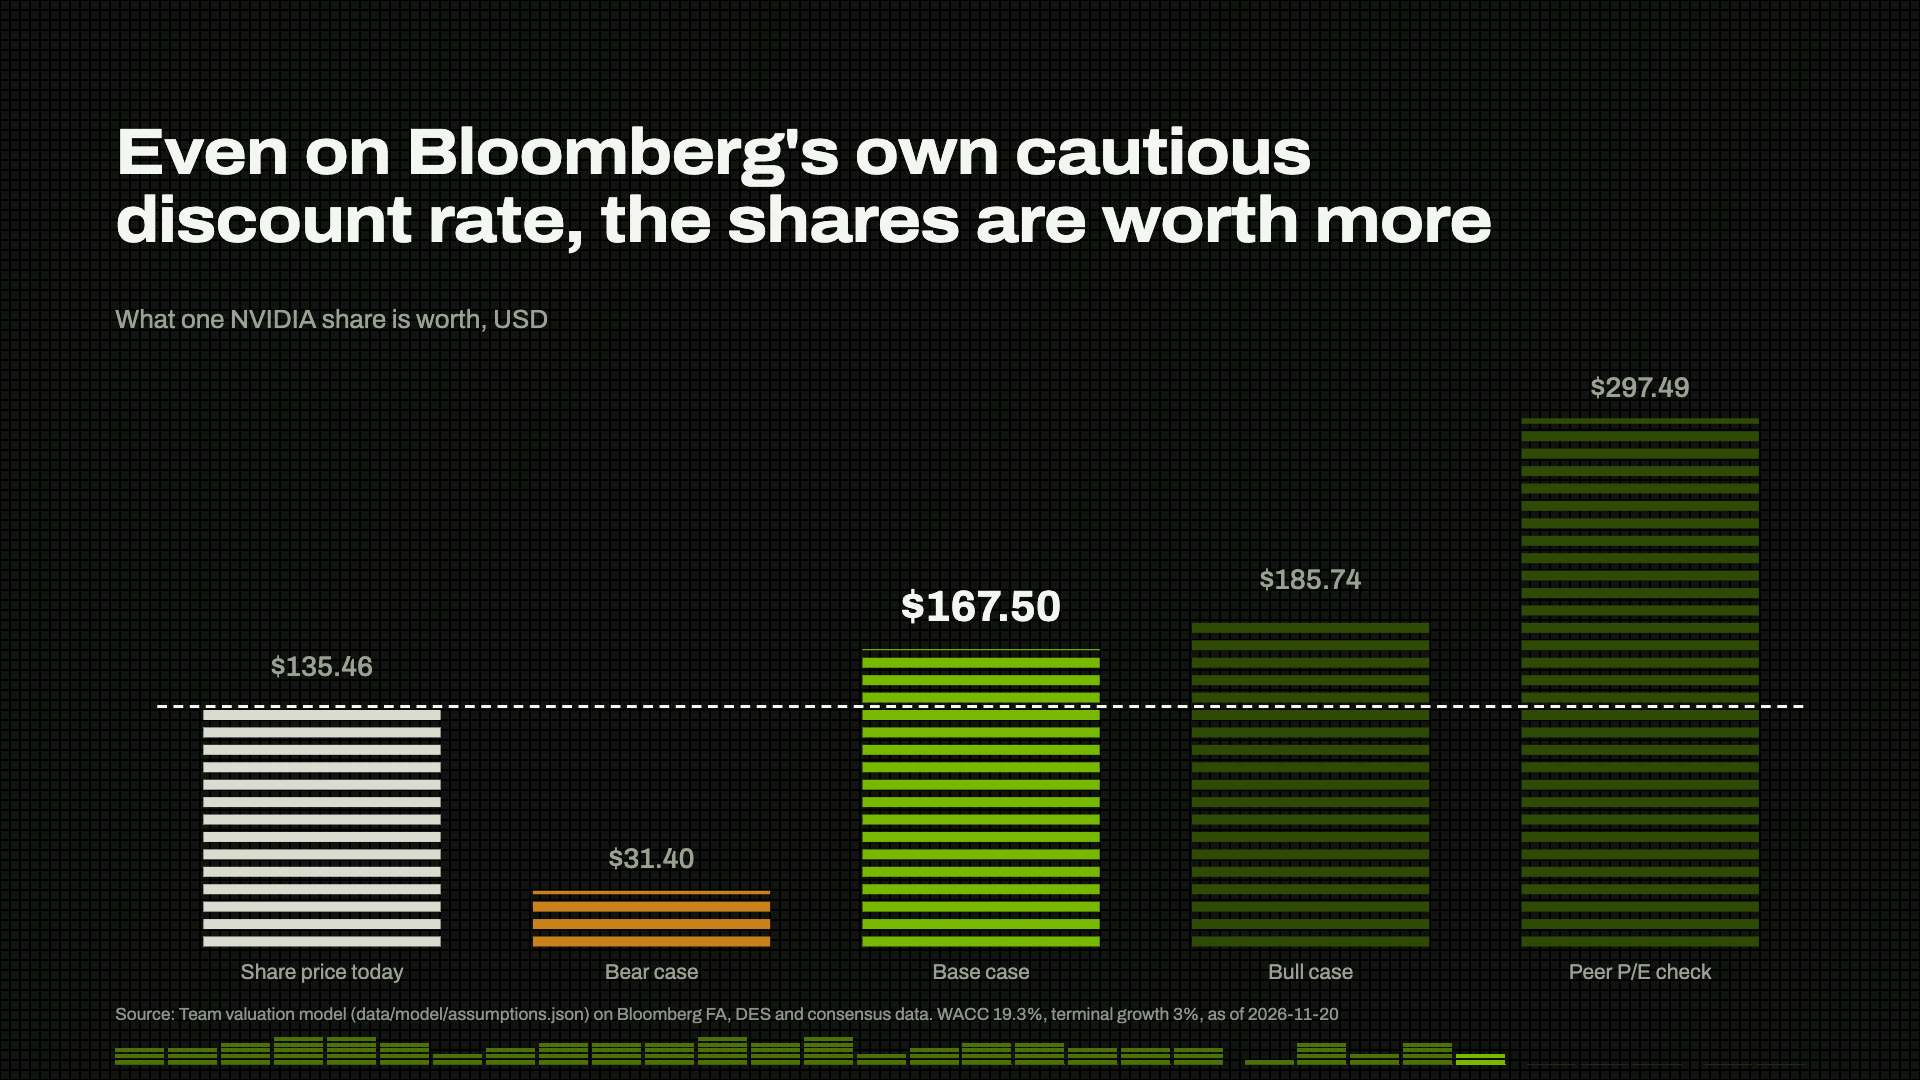 Even on Bloomberg's own cautious
discount rate, the shares are worth more
What one NVIDIA share is worth, USD
$135.46
$31.40
$167.50
$185.74
$297.49
Share price today
Bear case
Base case
Bull case
Peer P/E check
Source: Team valuation model (data/model/assumptions.json) on Bloomberg FA, DES and consensus data. WACC 19.3%, terminal growth 3%, as of 2026-11-20